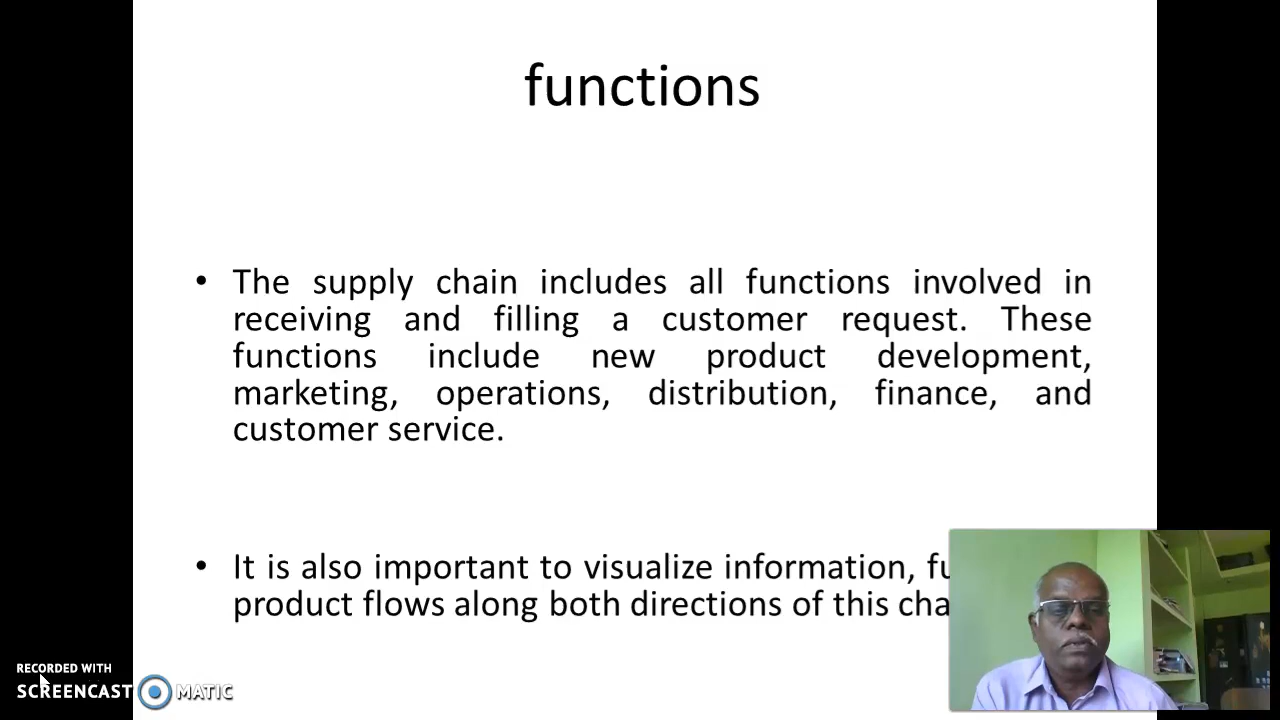 functions
• The supply chain includes all functions involved in
receiving and filling a customer request. These
functions include new product development,
marketing, operations, distribution, finance, and
customer service.
• It is also important to visualize information,
product flows along both directions of this
RECORDED WITH
SCREENCAST MATIC